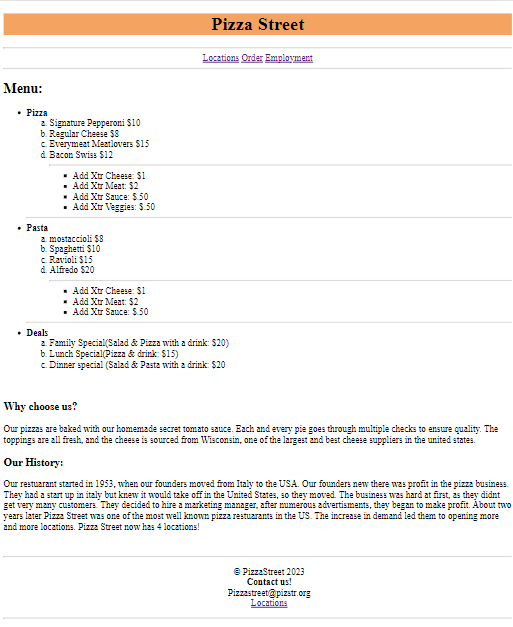 Pizza Street
Locations Order Employment
Menu:
• Pizza
a. Signature Pepperoni $10
b. Regular Cheese $8
c. Everymeat Meatlovers $15
d. Bacon Swiss $12
▪ Add Xtr Cheese: $1
▪ Add Xtr Meat: $2
▪ Add Xtr Sauce: $.50
▪ Add Xtr Veggies: $.50
• Pasta
a. mostaccioli $8
b. Spaghetti $10
c. Ravioli $15
d. Alfredo $20
▪ Add Xtr Cheese: $1
▪ Add Xtr Meat: $2
▪ Add Xtr Sauce: $.50
• Deals
a. Family Special(Salad & Pizza with a drink: $20)
b. Lunch Special(Pizza & drink: $15)
c. Dinner special (Salad & Pasta with a drink: $20
Why choose us?
Our pizzas are baked with our homemade secret tomato sauce. Each and every pie goes through multiple checks to ensure quality. The
toppings are all fresh, and the cheese is sourced from Wisconsin, one of the largest and best cheese suppliers in the united states.
Our History:
Our restuarant started in 1953, when our founders moved from Italy to the USA. Our founders new there was profit in the pizza business.
They had a start up in italy but knew it would take off in the United States, so they moved. The business was hard at first, as they didnt
get very many customers. They decided to hire a marketing manager, after numerous advertisments, they began to make profit. About two
years later Pizza Street was one of the most well known pizza restuarants in the US. The increase in demand led them to opening more
and more locations. Pizza Street now has 4 locations!
© PizzaStreet 2023
Contact us!
Pizzastreet@pizstr.org
Locations